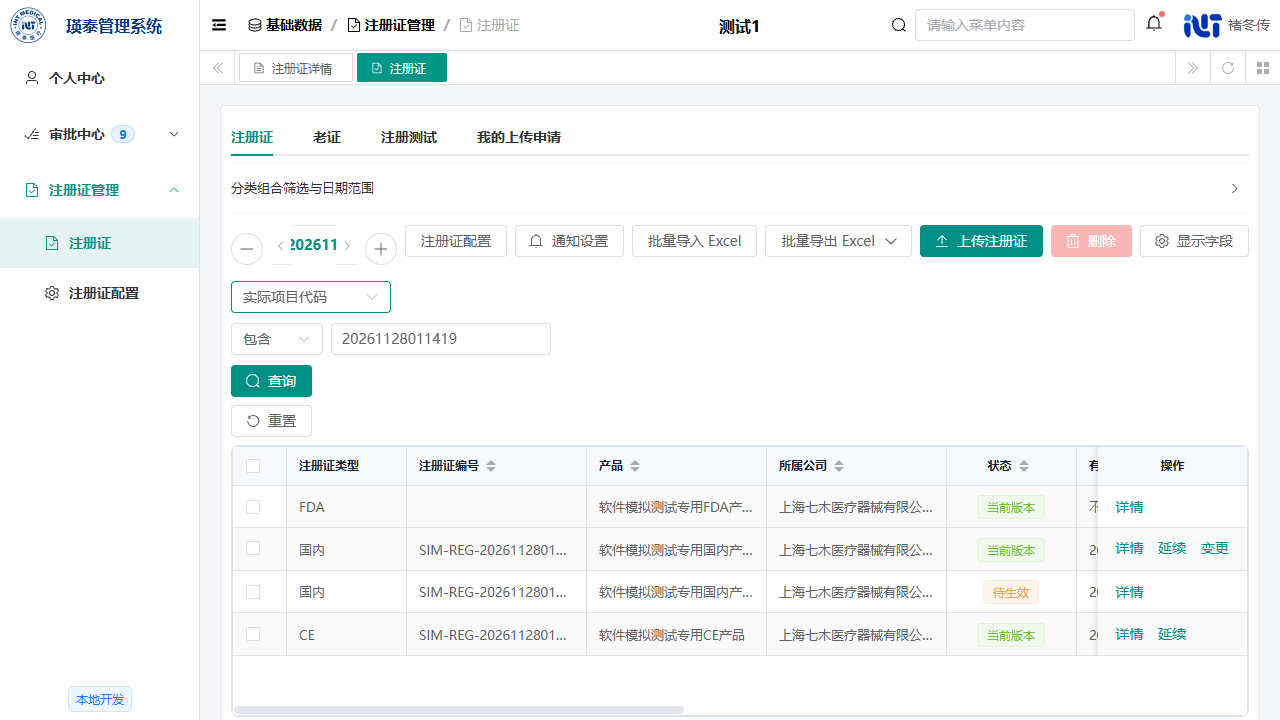 瑛泰管理系统
基础数据 / 注册证管理 / 注册证
测试1
请输入菜单内容
褚冬传
个人中心
审批中心 9
注册证管理
注册证
注册证配置
本地开发
注册证详情
注册证
注册证 老证 注册测试 我的上传申请
分类组合筛选与日期范围
202611
注册证配置 通知设置 批量导入 Excel 批量导出 Excel 上传注册证 删除 显示字段
实际项目代码
包含 20261128011419
查询
重置
注册证类型 注册证编号 产品 所属公司 状态 有 操作
FDA 软件模拟测试专用FDA产... 上海七木医疗器械有限公... 当前版本 不 详情
国内 SIM-REG-2026112801... 软件模拟测试专用国内产... 上海七木医疗器械有限公... 当前版本 20 详情 延续 变更
国内 SIM-REG-2026112801... 软件模拟测试专用国内产... 上海七木医疗器械有限公... 待生效 20 详情
CE SIM-REG-2026112801... 软件模拟测试专用CE产品 上海七木医疗器械有限公... 当前版本 20 详情 延续